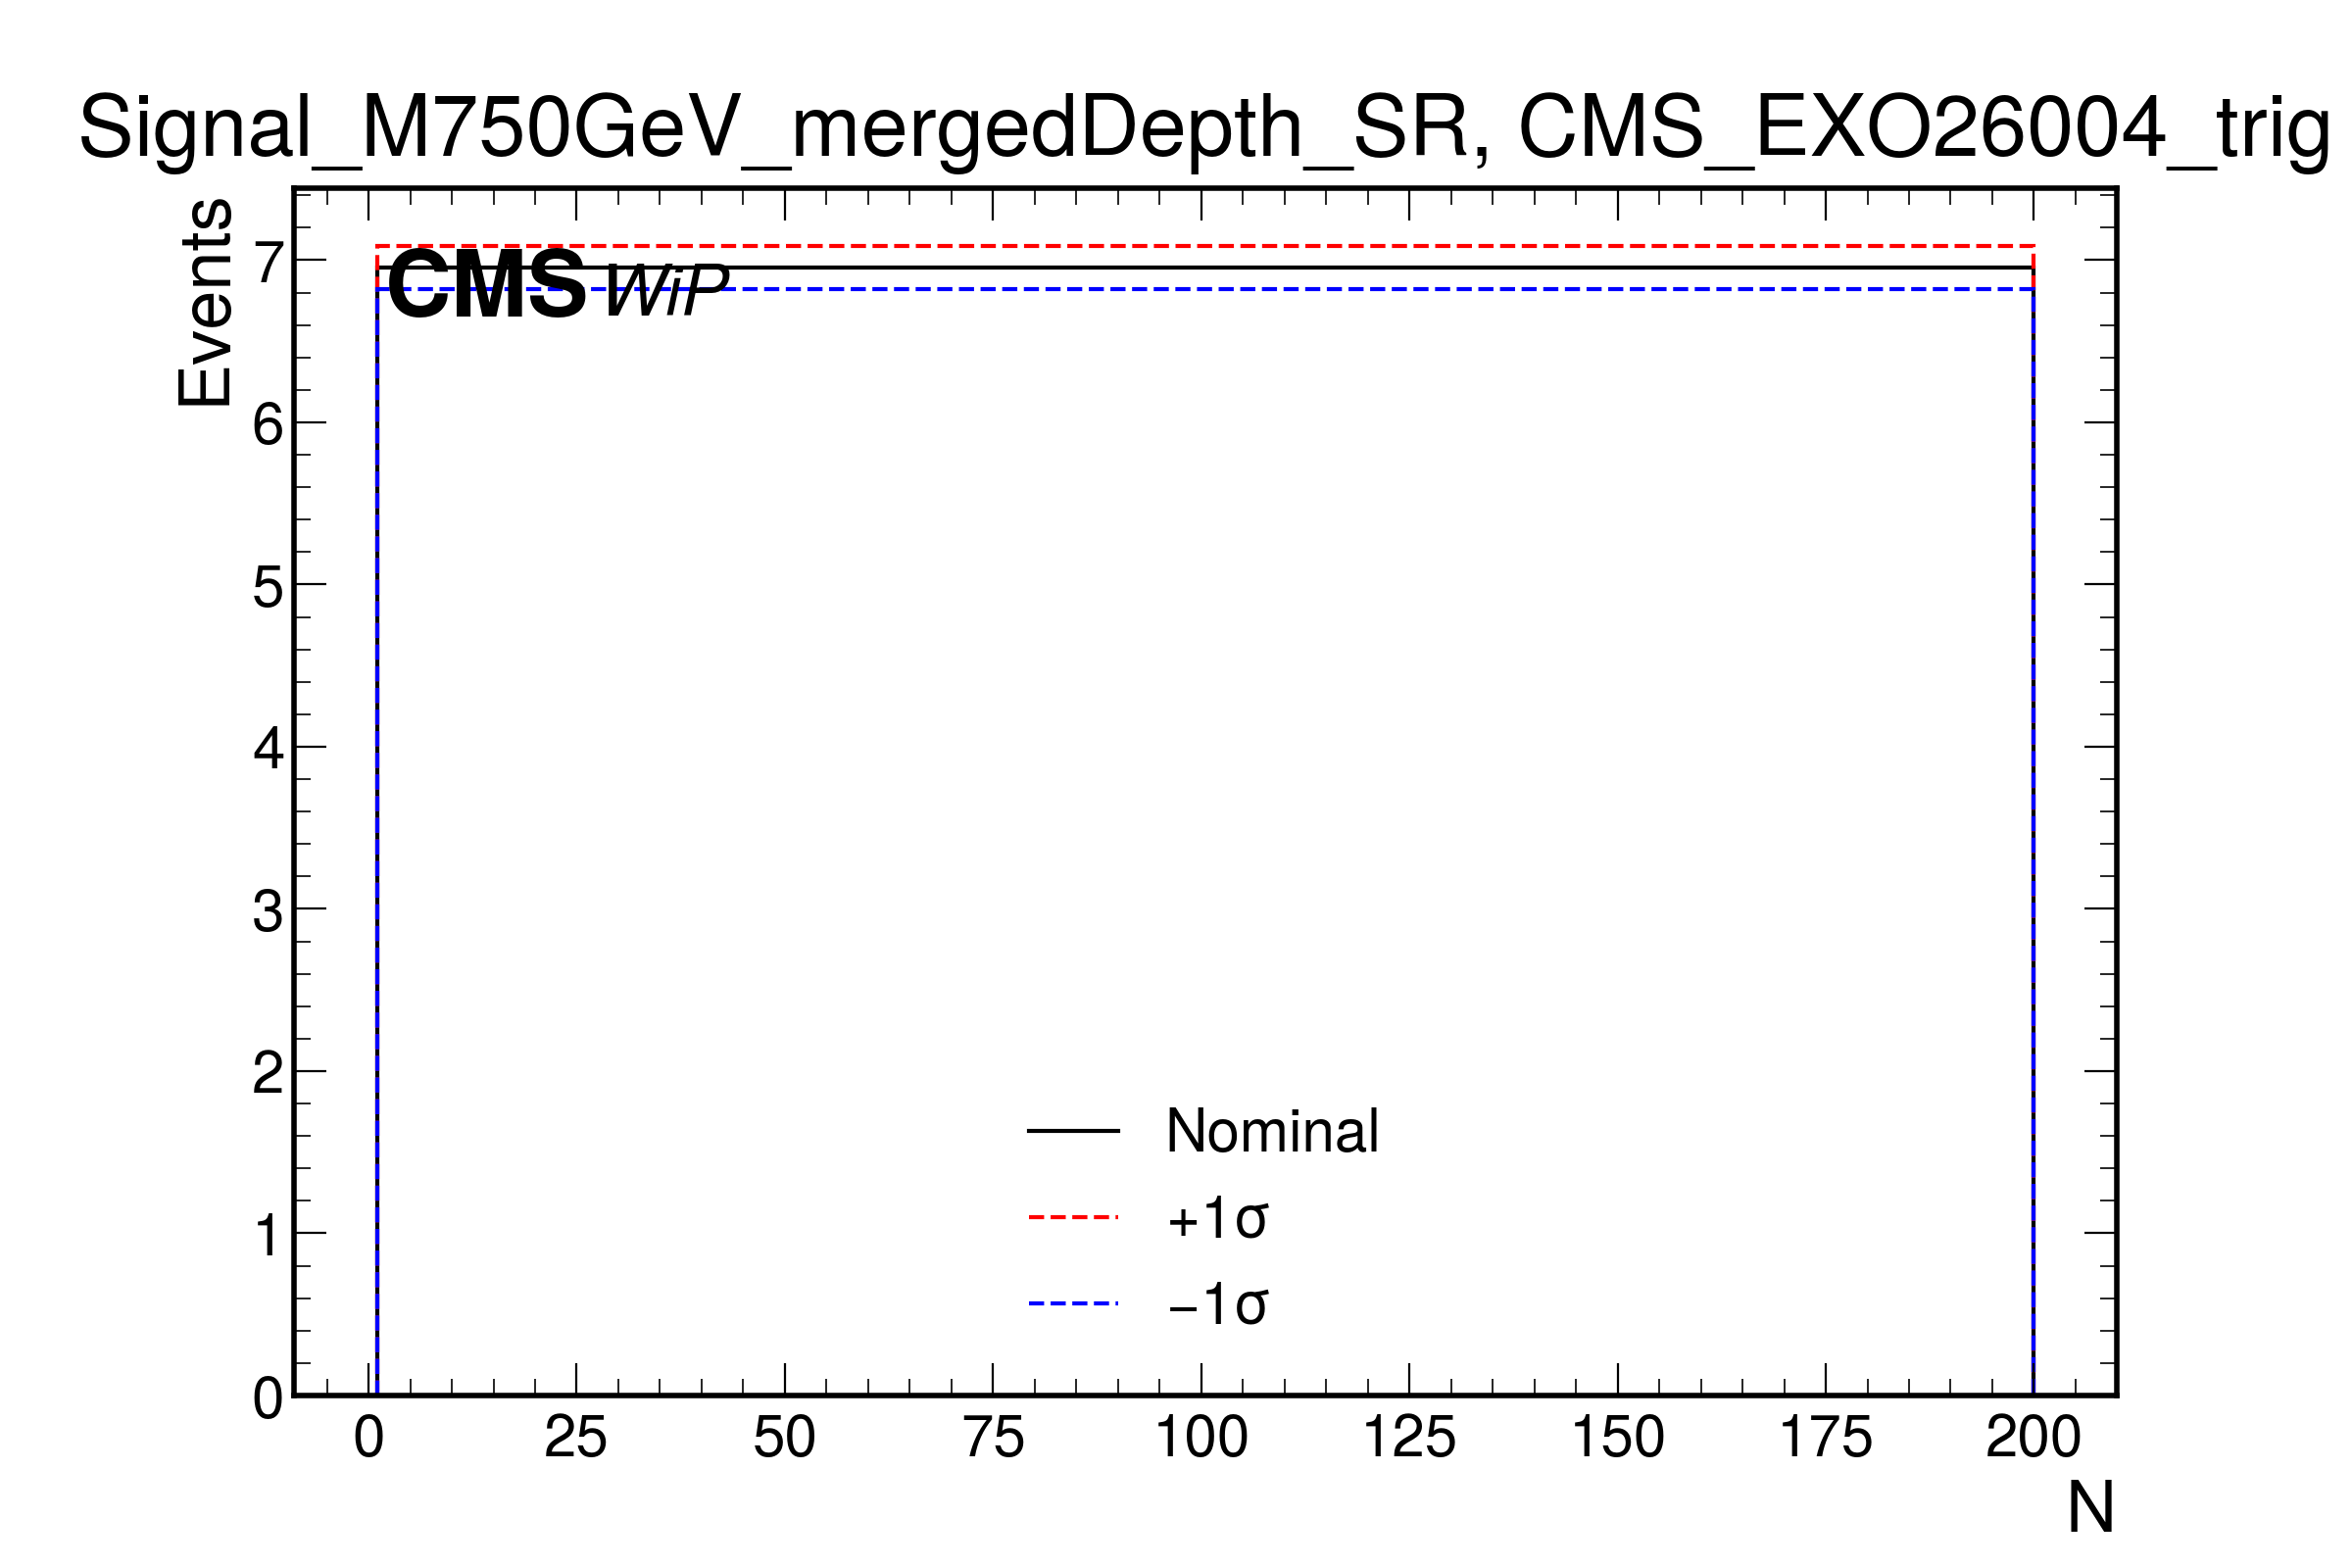 Signal_M750GeV_mergedDepth_SR, CMS_EXO26004_trig
Events
7
6
5
4
3
2
1
0
CMS WiP
Nominal
+1σ
−1σ
0 25 50 75 100 125 150 175 200
N